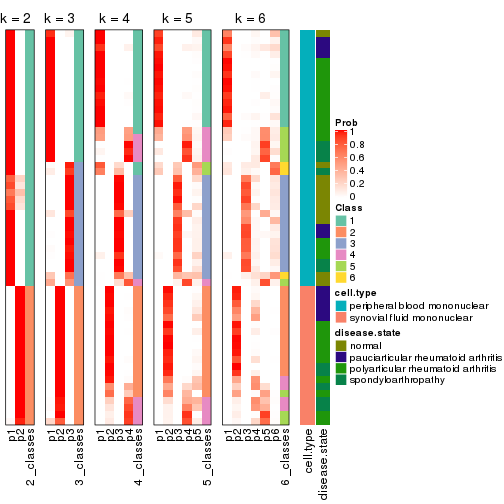 k = 2 k = 3 k = 4 k = 5 k = 6
Prob
1
0.8
0.6
0.4
0.2
0
Class
1
2
3
4
5
6
cell.type
peripheral blood mononuclear
synovial fluid mononuclear
disease.state
normal
pauciarticular rheumatoid arthritis
polyarticular rheumatoid arthritis
spondyloarthropathy
p1 p2 2_classes p1 p2 p3 3_classes p1 p2 p3 p4 4_classes p1 p2 p3 p4 p5 5_classes p1 p2 p3 p4 p5 p6 6_classes cell.type disease.state